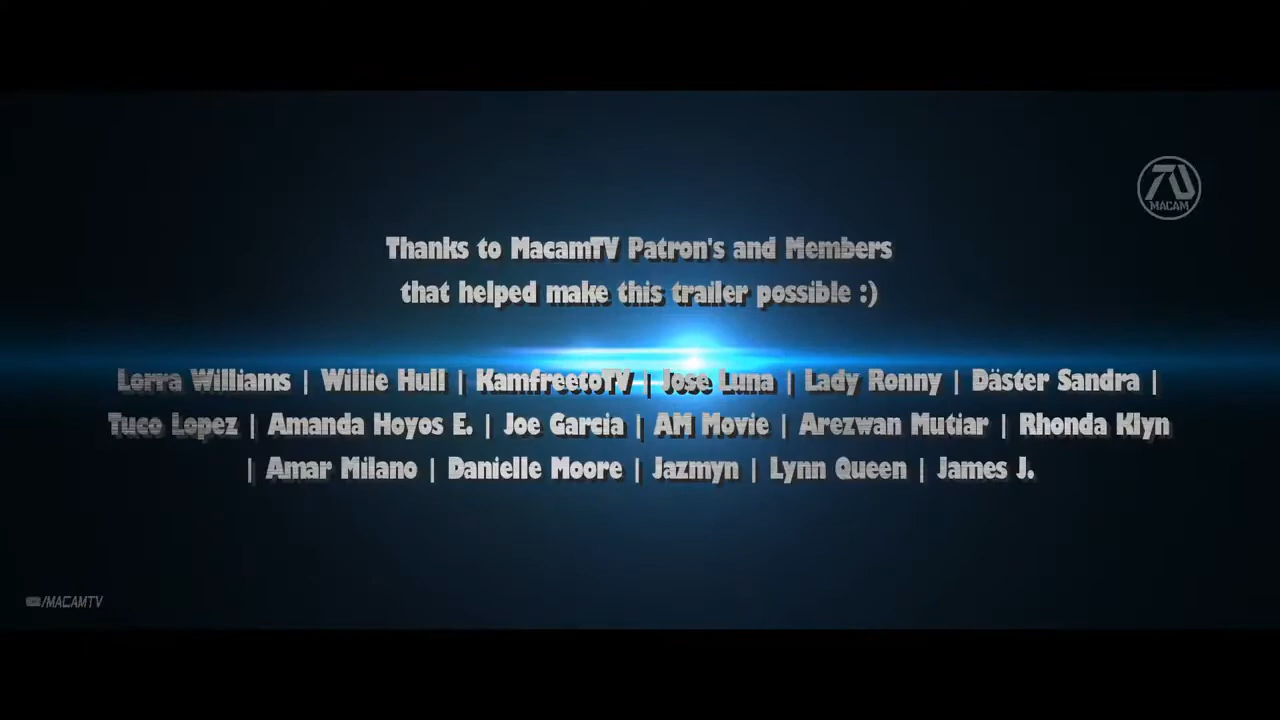 MACAM
Thanks to MacamTV Patron's and Members
that helped make this trailer possible :)
Lorra Williams | Willie Hull | KamfreetoTV | Jose Luna | Lady Ronny | Däster Sandra |
Tuco Lopez | Amanda Hoyos E. | Joe Garcia | AM Movie | Arezwan Mutiar | Rhonda Klyn
| Amar Milano | Danielle Moore | Jazmyn | Lynn Queen | James J.
/MACAMTV